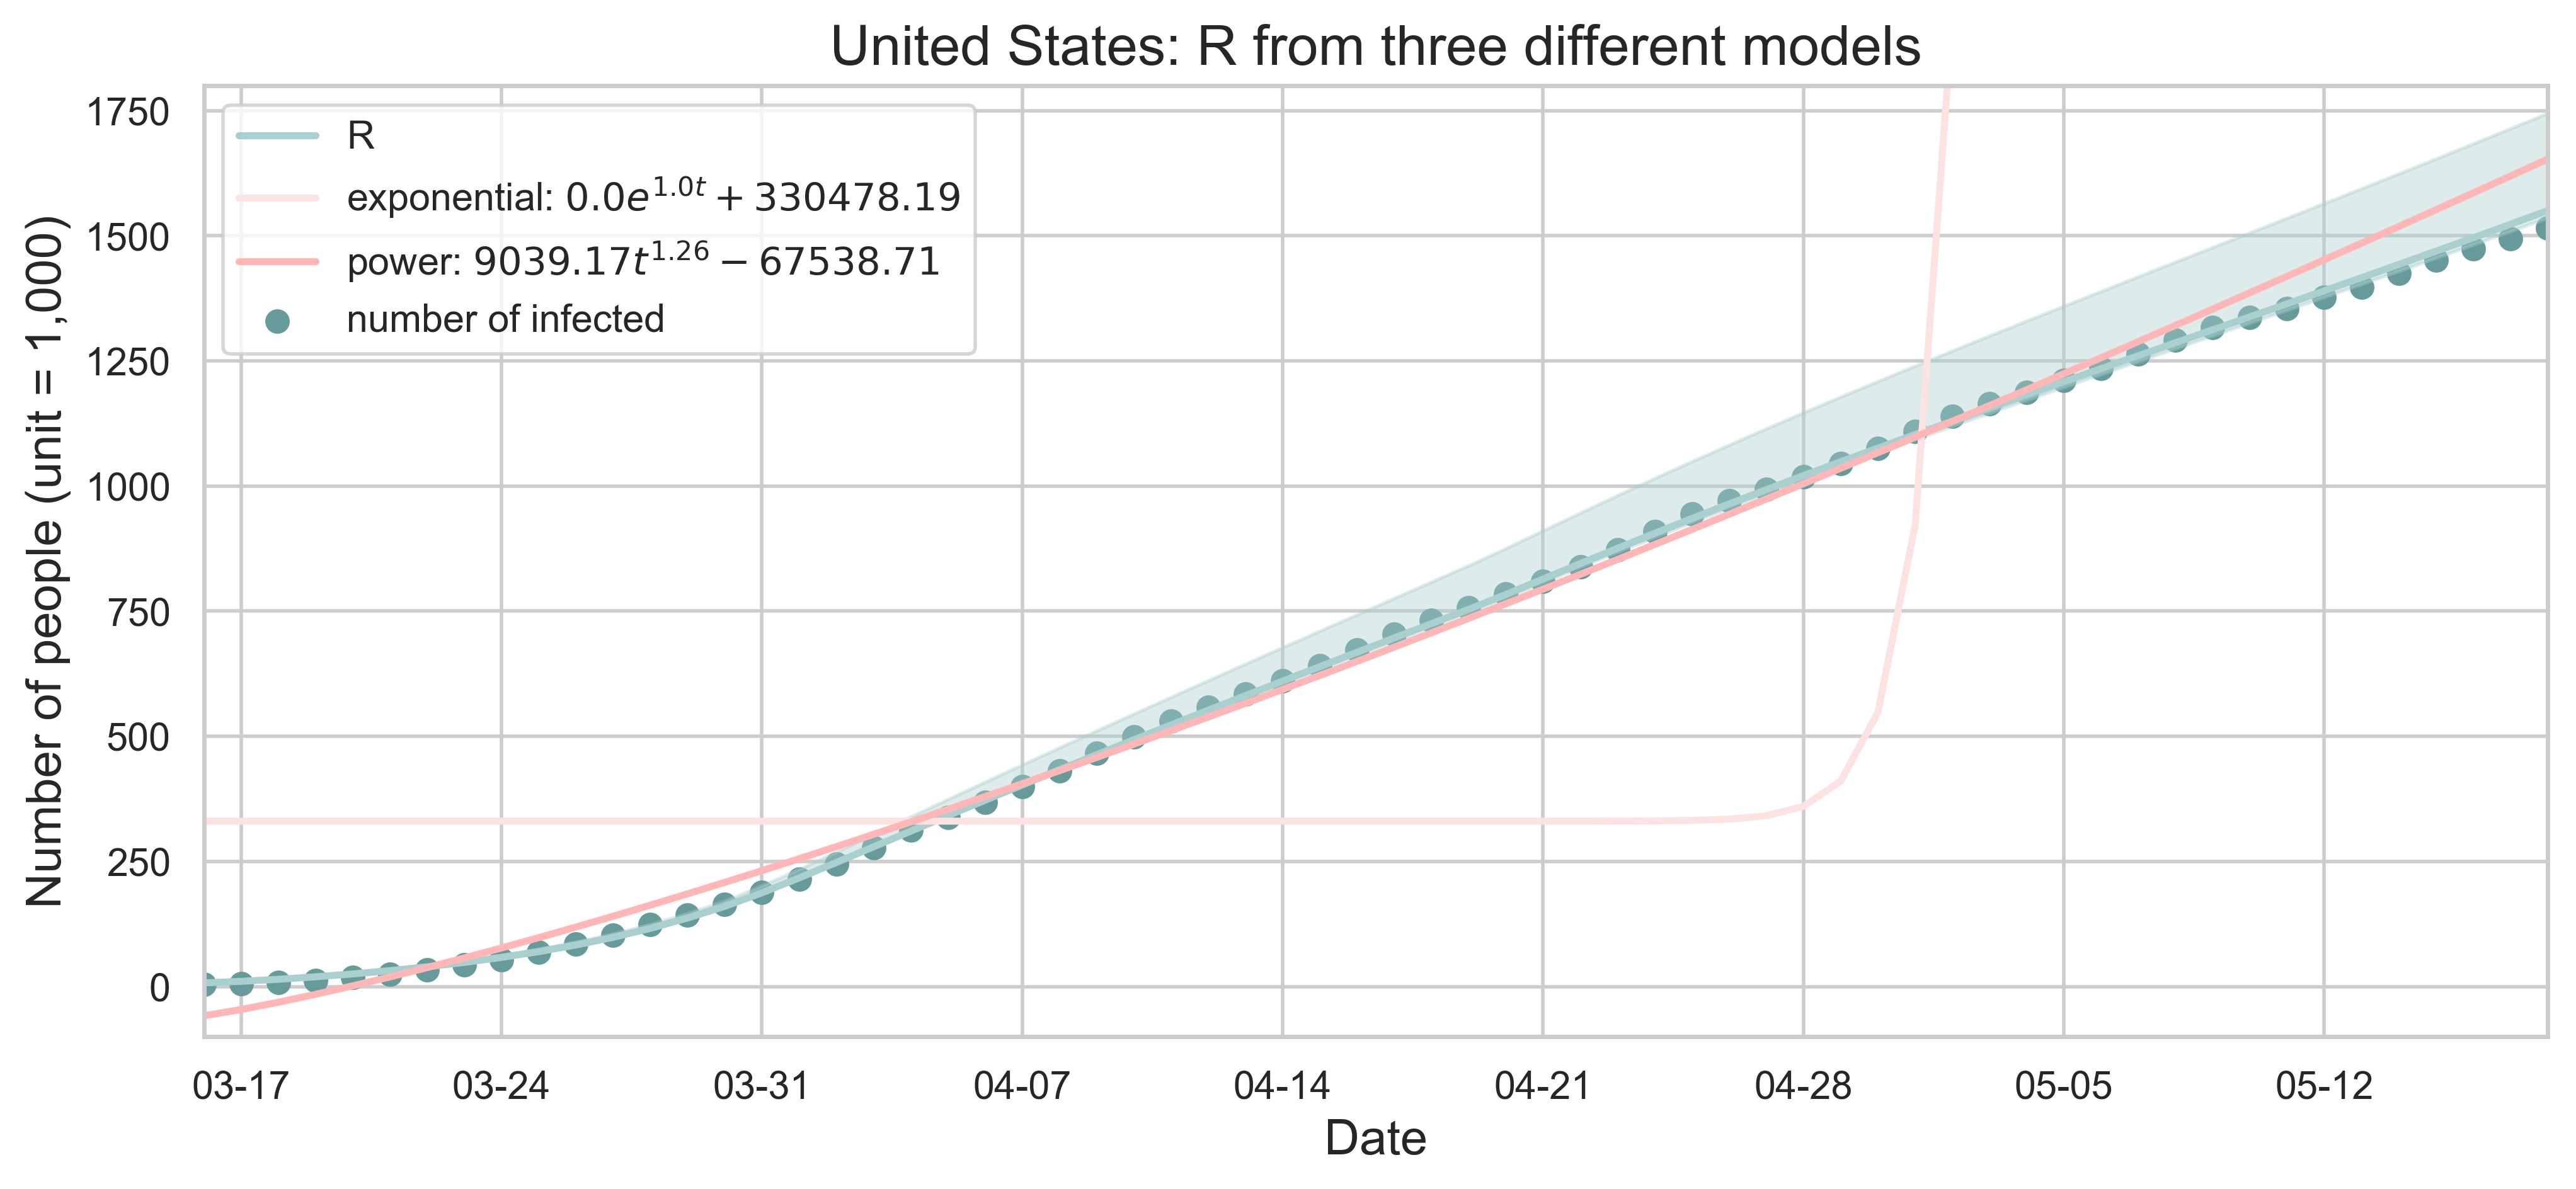 United States: R from three different models
Number of people (unit = 1,000)
1750
1500
1250
1000
750
500
250
0
R
exponential: 0.0e^{1.0t} + 330478.19
power: 9039.17t^{1.26} − 67538.71
number of infected
03-17 03-24 03-31 04-07 04-14 04-21 04-28 05-05 05-12
Date